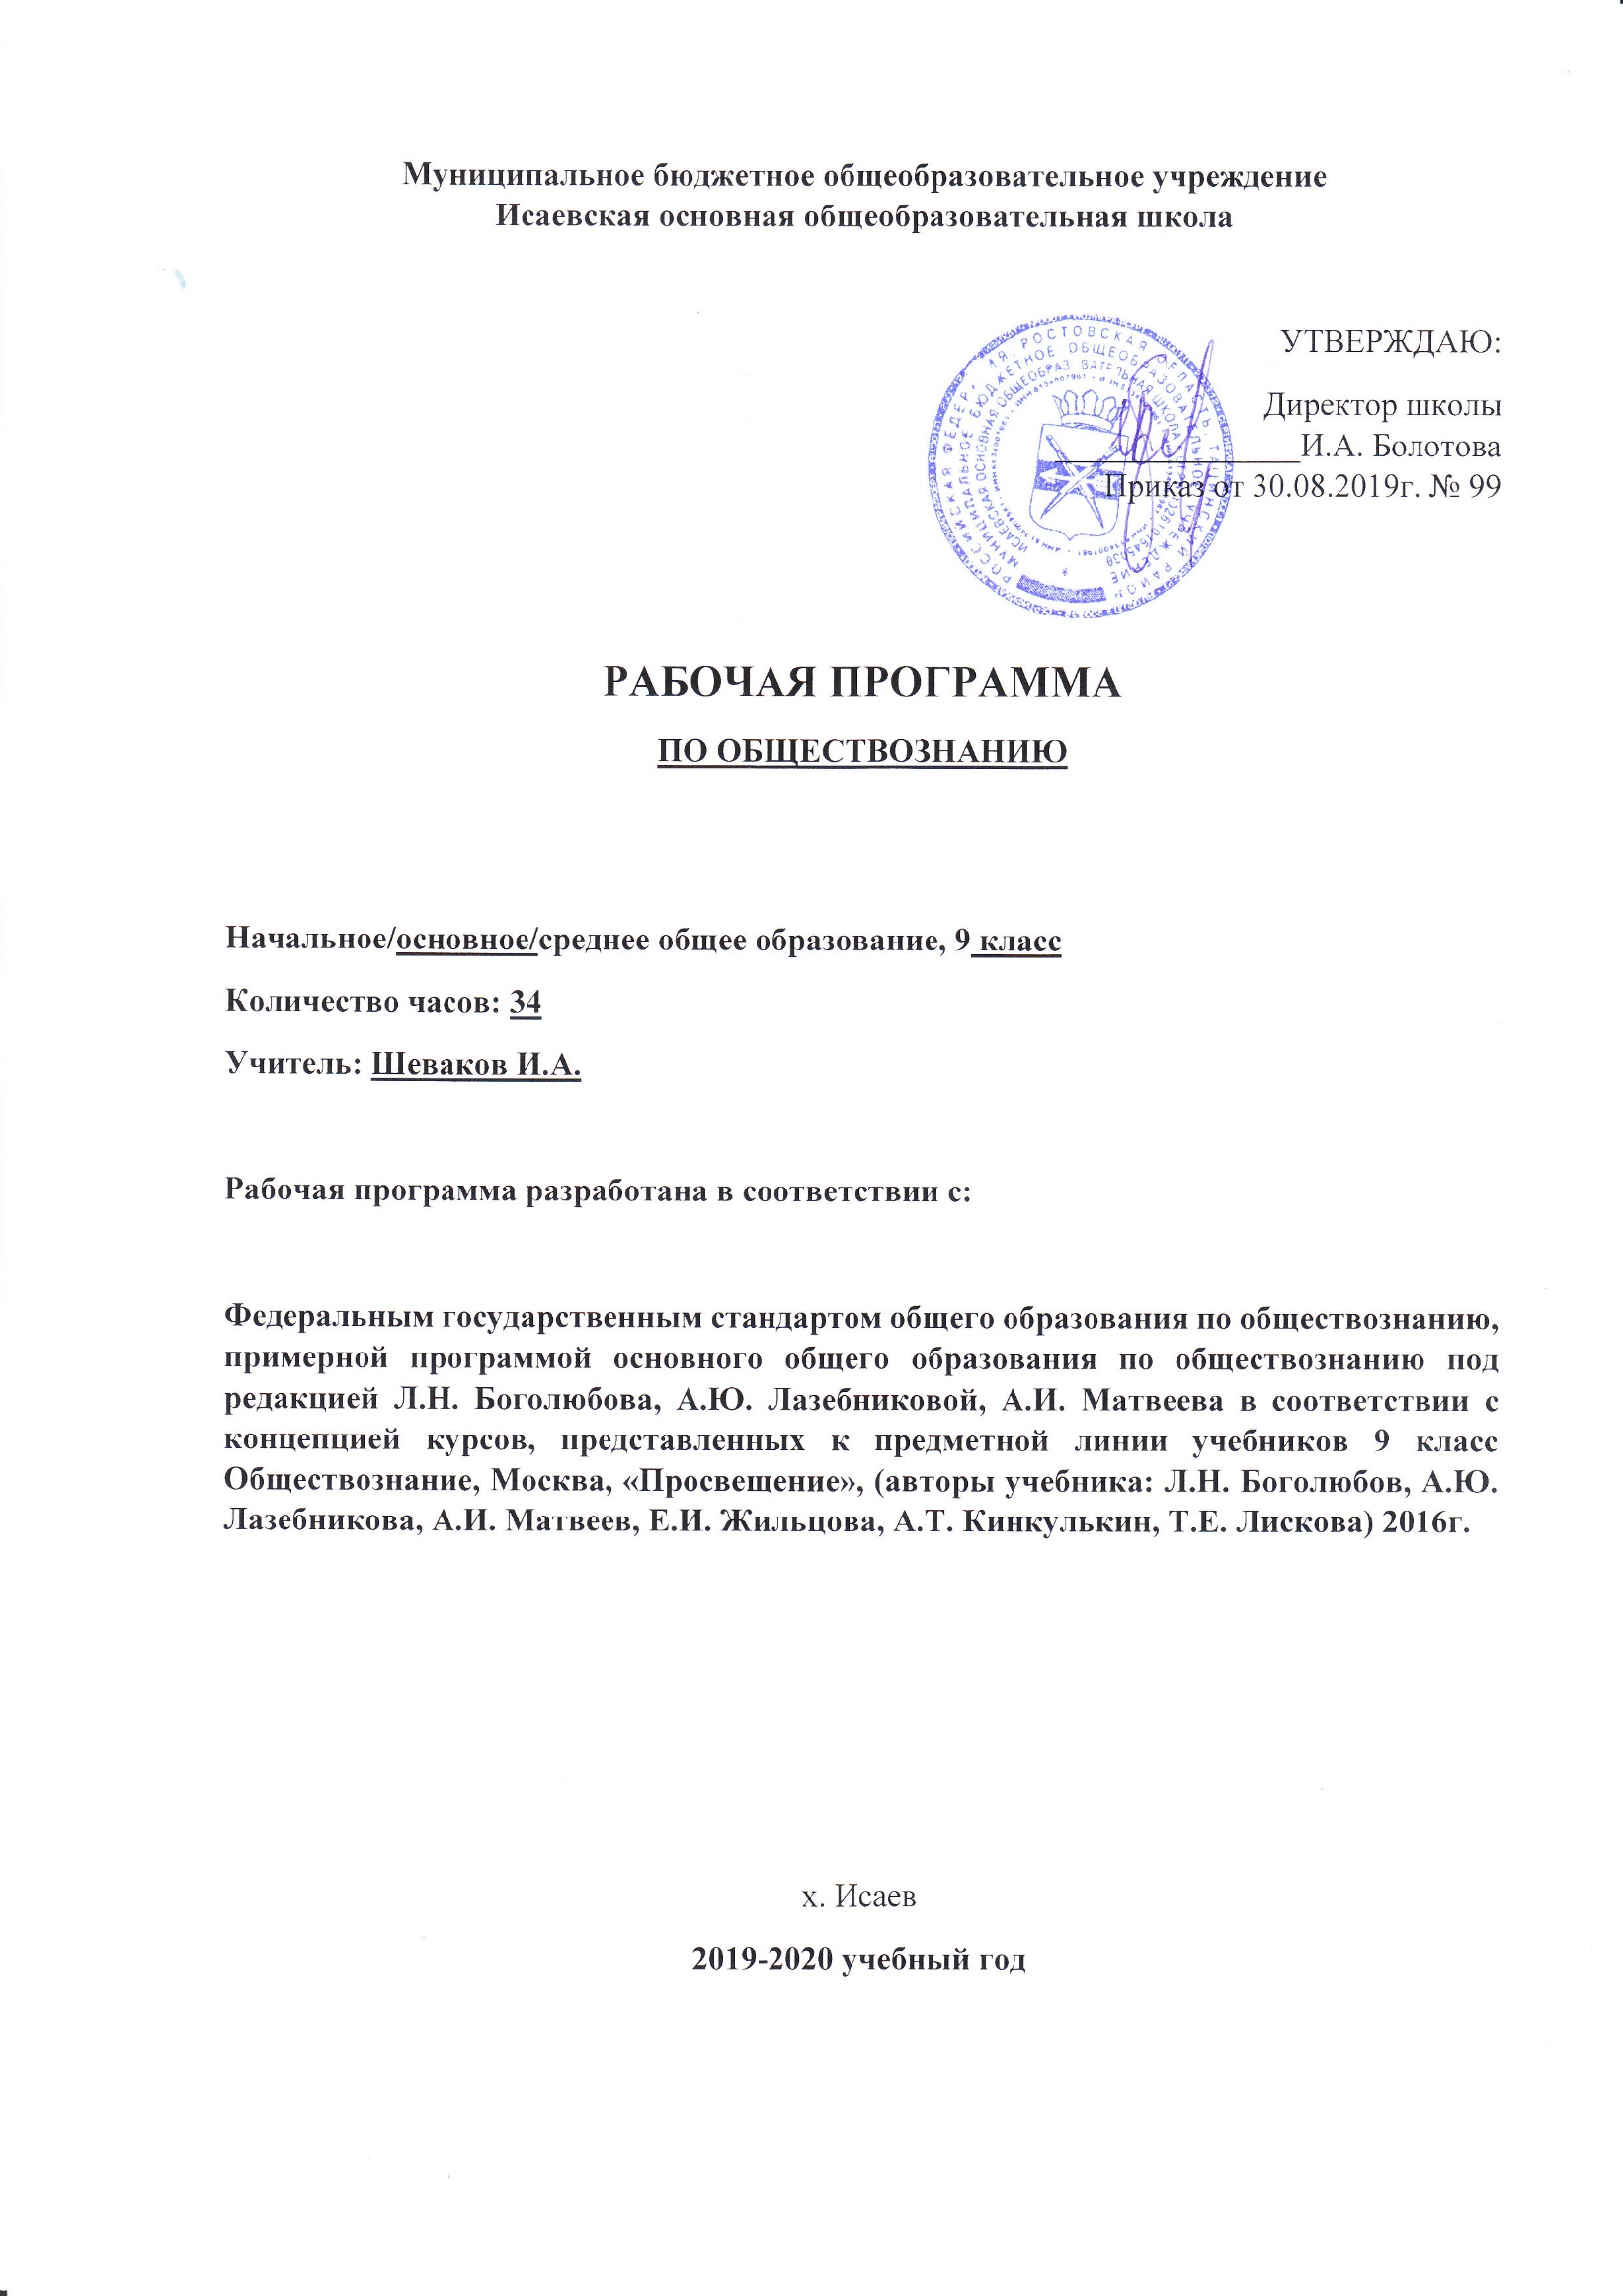 Муниципальное бюджетное общеобразовательное учреждение
Исаевская основная общеобразовательная школа
УТВЕРЖДАЮ:
Директор школы
И.А. Болотова
Приказ от 30.08.2019г. № 99
РАБОЧАЯ ПРОГРАММА
ПО ОБЩЕСТВОЗНАНИЮ
Начальное/основное/среднее общее образование, 9 класс
Количество часов: 34
Учитель: Шеваков И.А.
Рабочая программа разработана в соответствии с:
Федеральным государственным стандартом общего образования по обществознанию,
примерной программой основного общего образования по обществознанию под
редакцией Л.Н. Боголюбова, А.Ю. Лазебниковой, А.И. Матвеева в соответствии с
концепцией курсов, представленных к предметной линии учебников 9 класс
Обществознание, Москва, «Просвещение», (авторы учебника: Л.Н. Боголюбов, А.Ю.
Лазебникова, А.И. Матвеев, Е.И. Жильцова, А.Т. Кинкулькин, Т.Е. Лискова) 2016г.
х. Исаев
2019-2020 учебный год